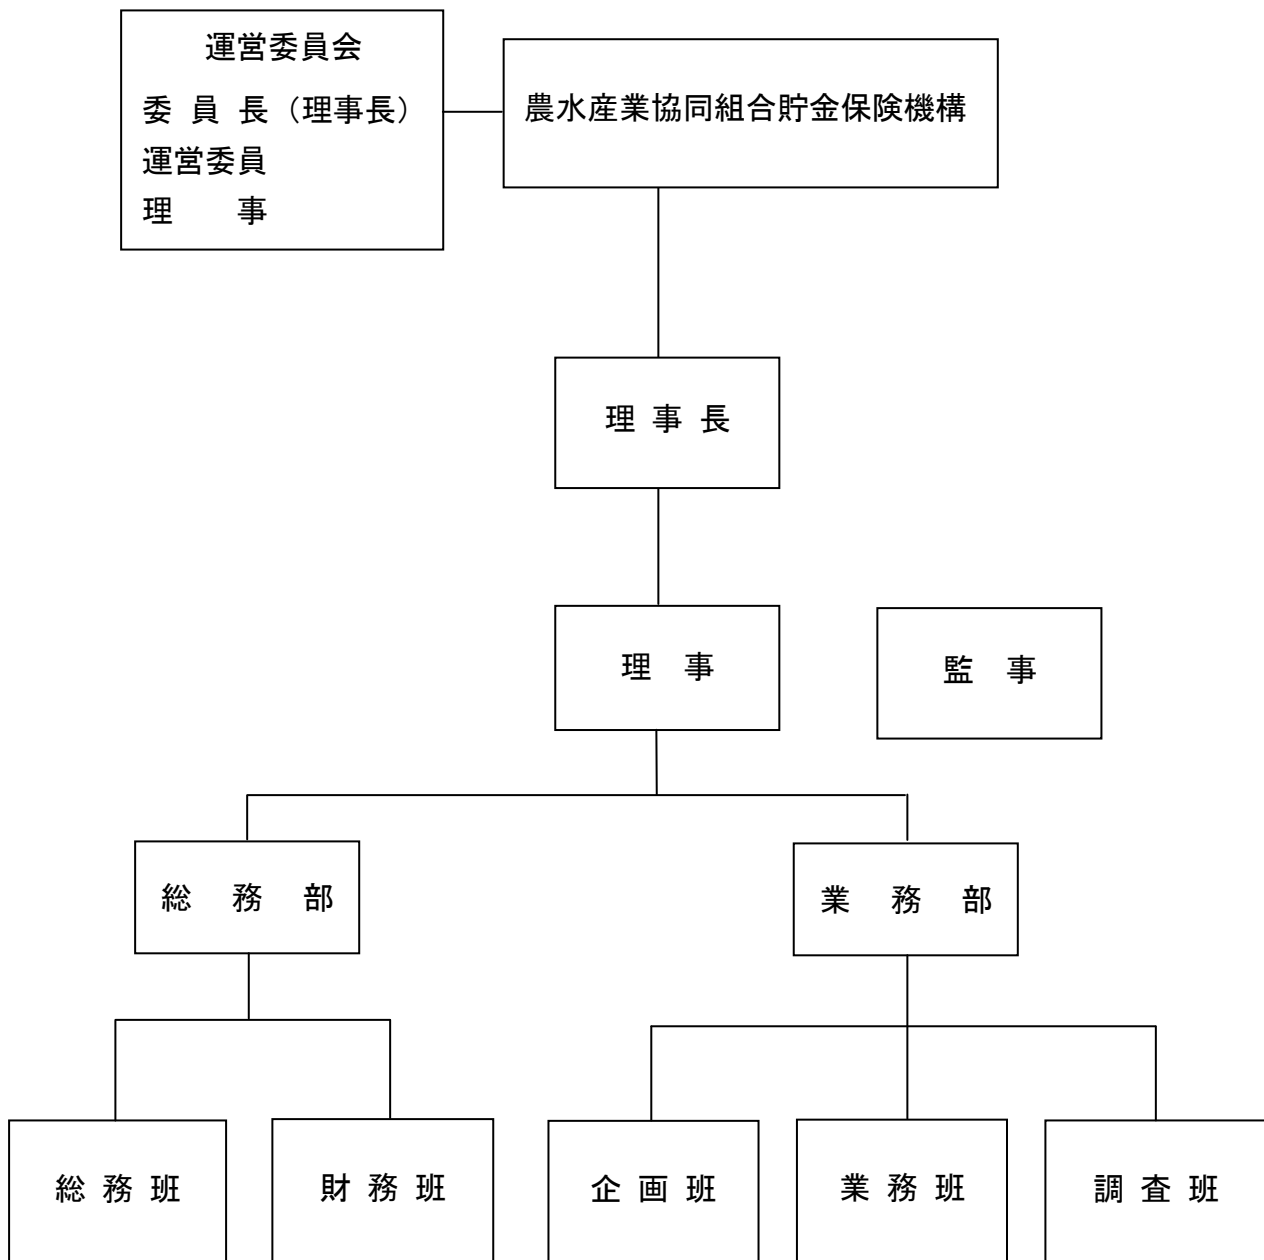 運営委員会
委 員 長（理事長）
運営委員
理　　事
農水産業協同組合貯金保険機構
理 事 長
理　事
監　事
総　務　部
業　務　部
総 務 班
財 務 班
企 画 班
業 務 班
調 査 班